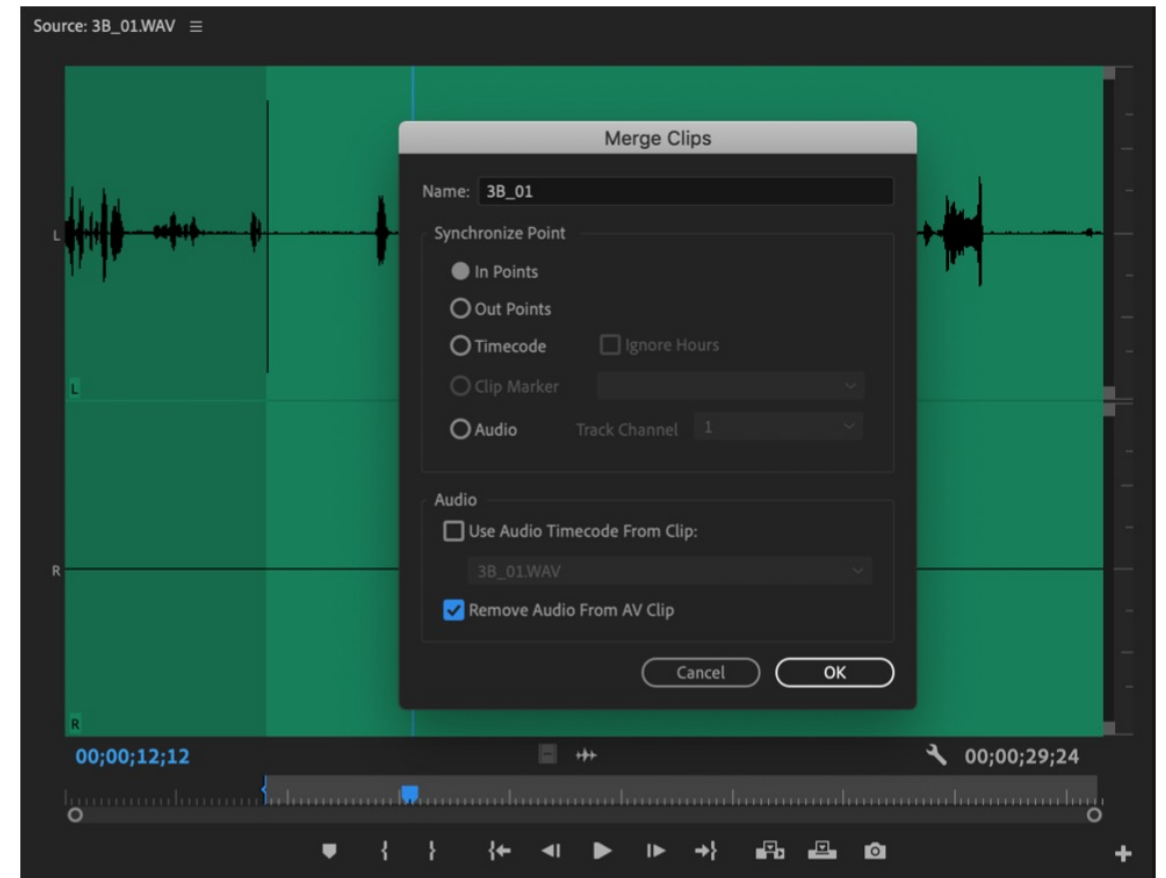 Source: 3B_01.WAV
Merge Clips
Name: 3B_01
Synchronize Point
In Points
Out Points
Timecode Ignore Hours
Clip Marker
Audio Track Channel 1
Audio
Use Audio Timecode From Clip:
3B_01.WAV
Remove Audio From AV Clip
Cancel OK
L
L
R
R
00;00;12;12 00;00;29;24